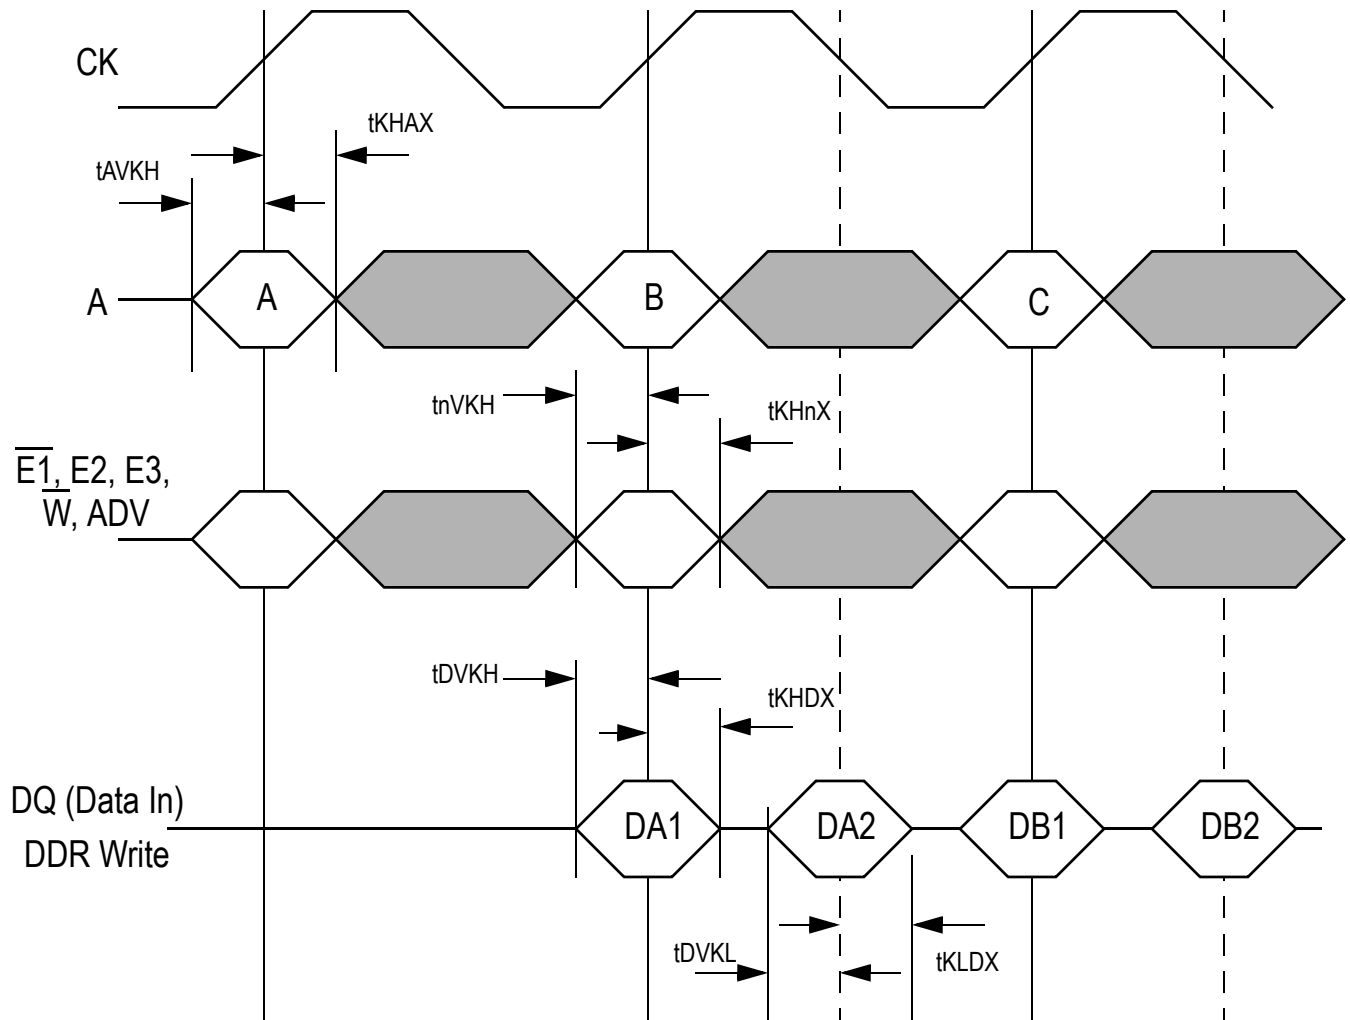 CK
tKHAX
tAVKH
A
A
B
C
tnVKH
tKHnX
E1, E2, E3,
W, ADV
tDVKH
tKHDX
DQ (Data In)
DDR Write
DA1
DA2
DB1
DB2
tDVKL
tKLDX